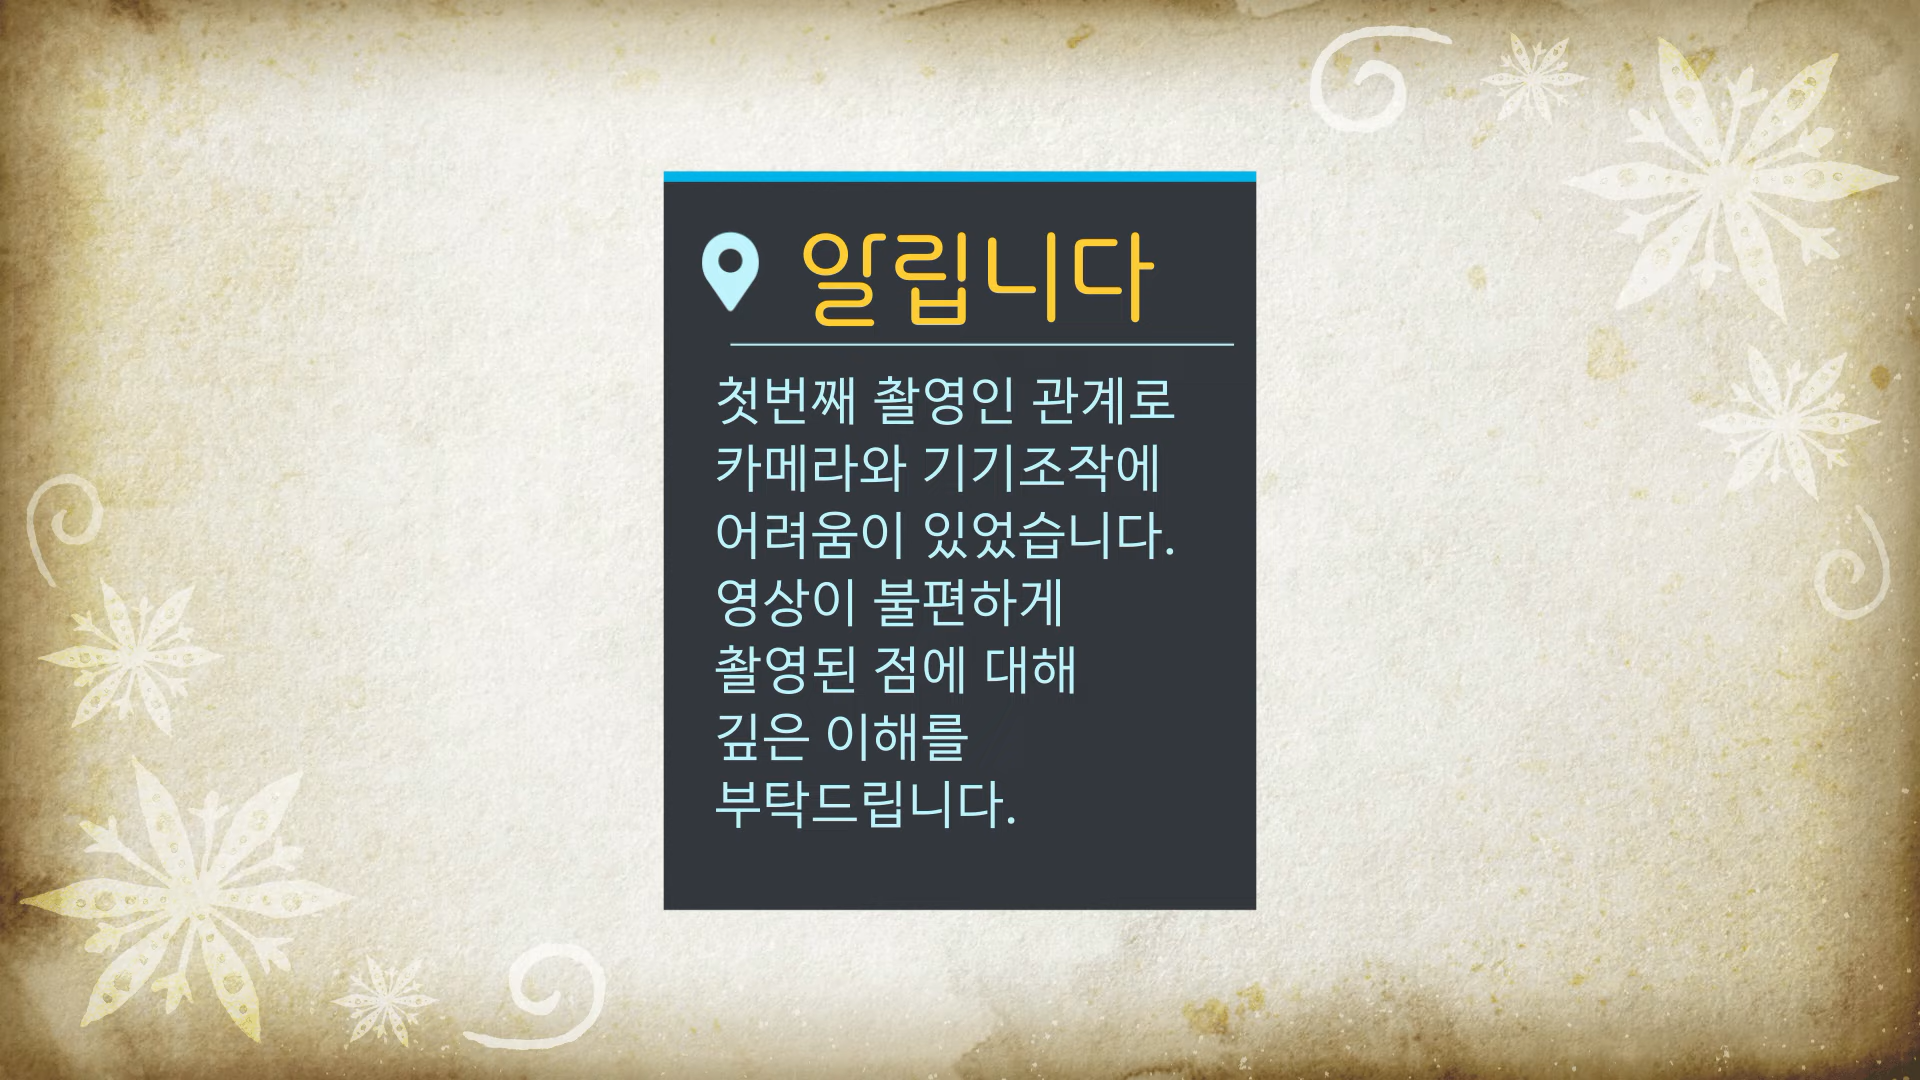 알립니다
첫번째 촬영인 관계로
카메라와 기기조작에
어려움이 있었습니다.
영상이 불편하게
촬영된 점에 대해
깊은 이해를
부탁드립니다.